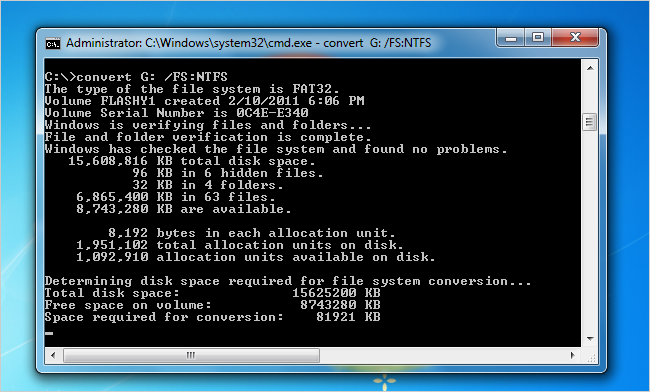 Administrator: C:\Windows\system32\cmd.exe - convert  G: /FS:NTFS
C:\>convert G: /FS:NTFS
The type of the file system is FAT32.
Volume FLASHY1 created 2/10/2011 6:06 PM
Volume Serial Number is 0C4E-E340
Windows is verifying files and folders...
File and folder verification is complete.
Windows has checked the file system and found no problems.
   15,608,816 KB total disk space.
           96 KB in 6 hidden files.
           32 KB in 4 folders.
    6,865,400 KB in 63 files.
    8,743,280 KB are available.
        8,192 bytes in each allocation unit.
    1,951,102 total allocation units on disk.
    1,092,910 allocation units available on disk.
Determining disk space required for file system conversion...
Total disk space:              15625200 KB
Free space on volume:           8743280 KB
Space required for conversion:    81921 KB